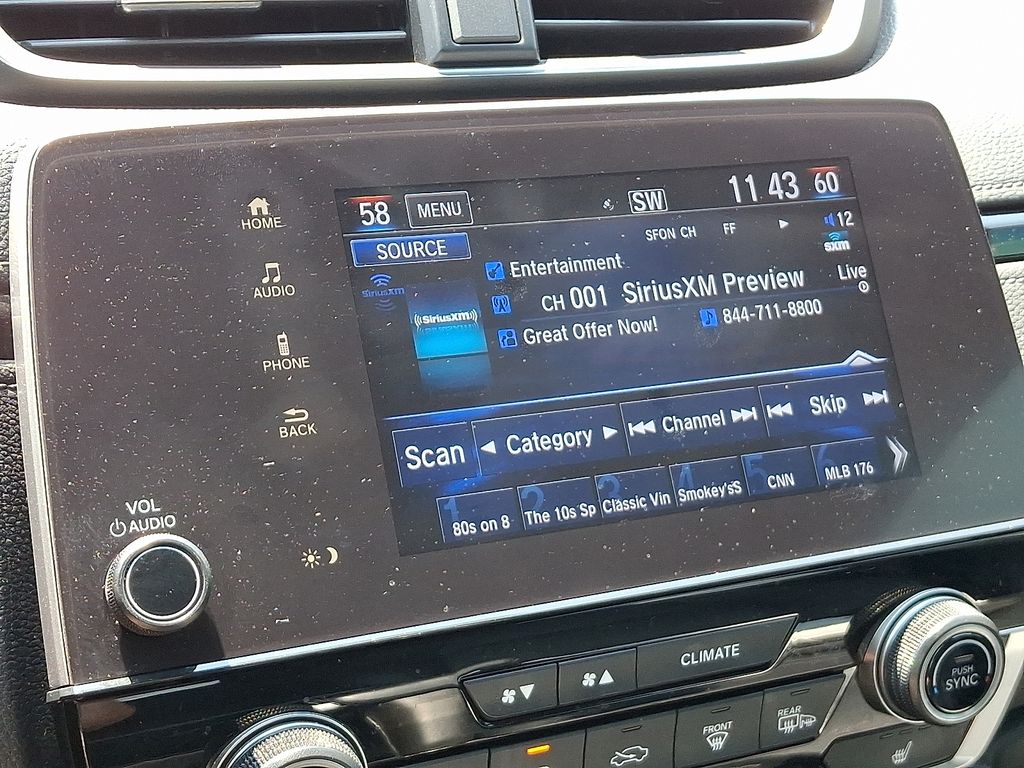 58 MENU SW 11 43 60
SFON CH FF 12
SOURCE sxm
SiriusXM Entertainment Live
CH 001 SiriusXM Preview
((SiriusXM)) Great Offer Now! 844-711-8800
HOME
AUDIO
PHONE
BACK
Scan Category Channel Skip
1 80s on 8
2 The 10s Sp
3 Classic Vin
4 Smokey'sS
5 CNN
6 MLB 176
VOL
AUDIO
CLIMATE
PUSH
SYNC
FRONT
REAR